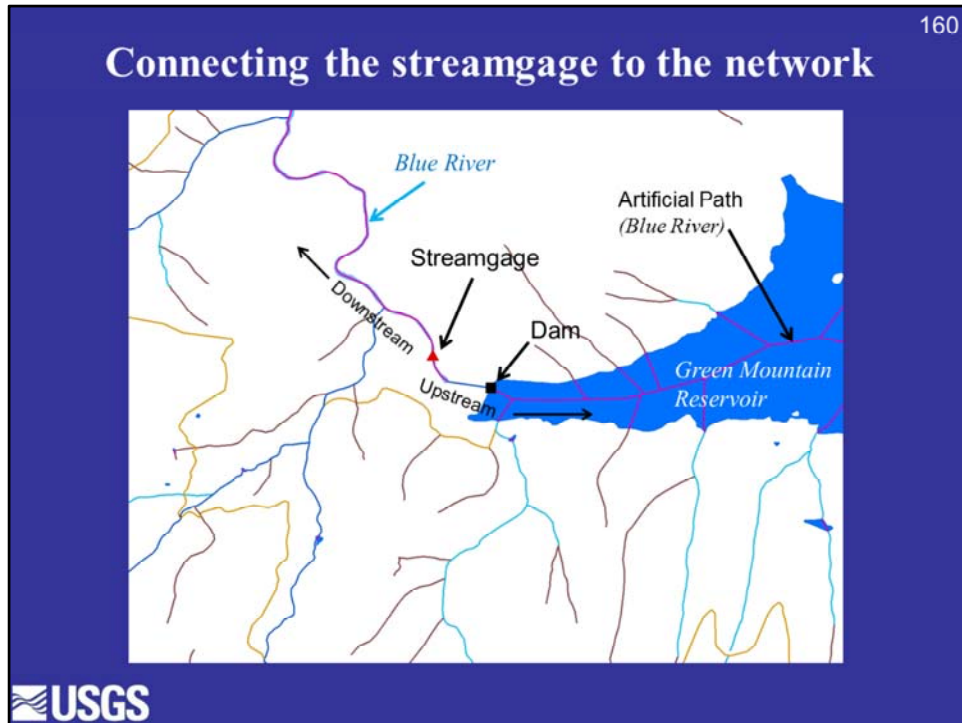 160
Connecting the streamgage to the network
Blue River
Artificial Path
(Blue River)
Streamgage
Downstream
Dam
Upstream
Green Mountain
Reservoir
USGS